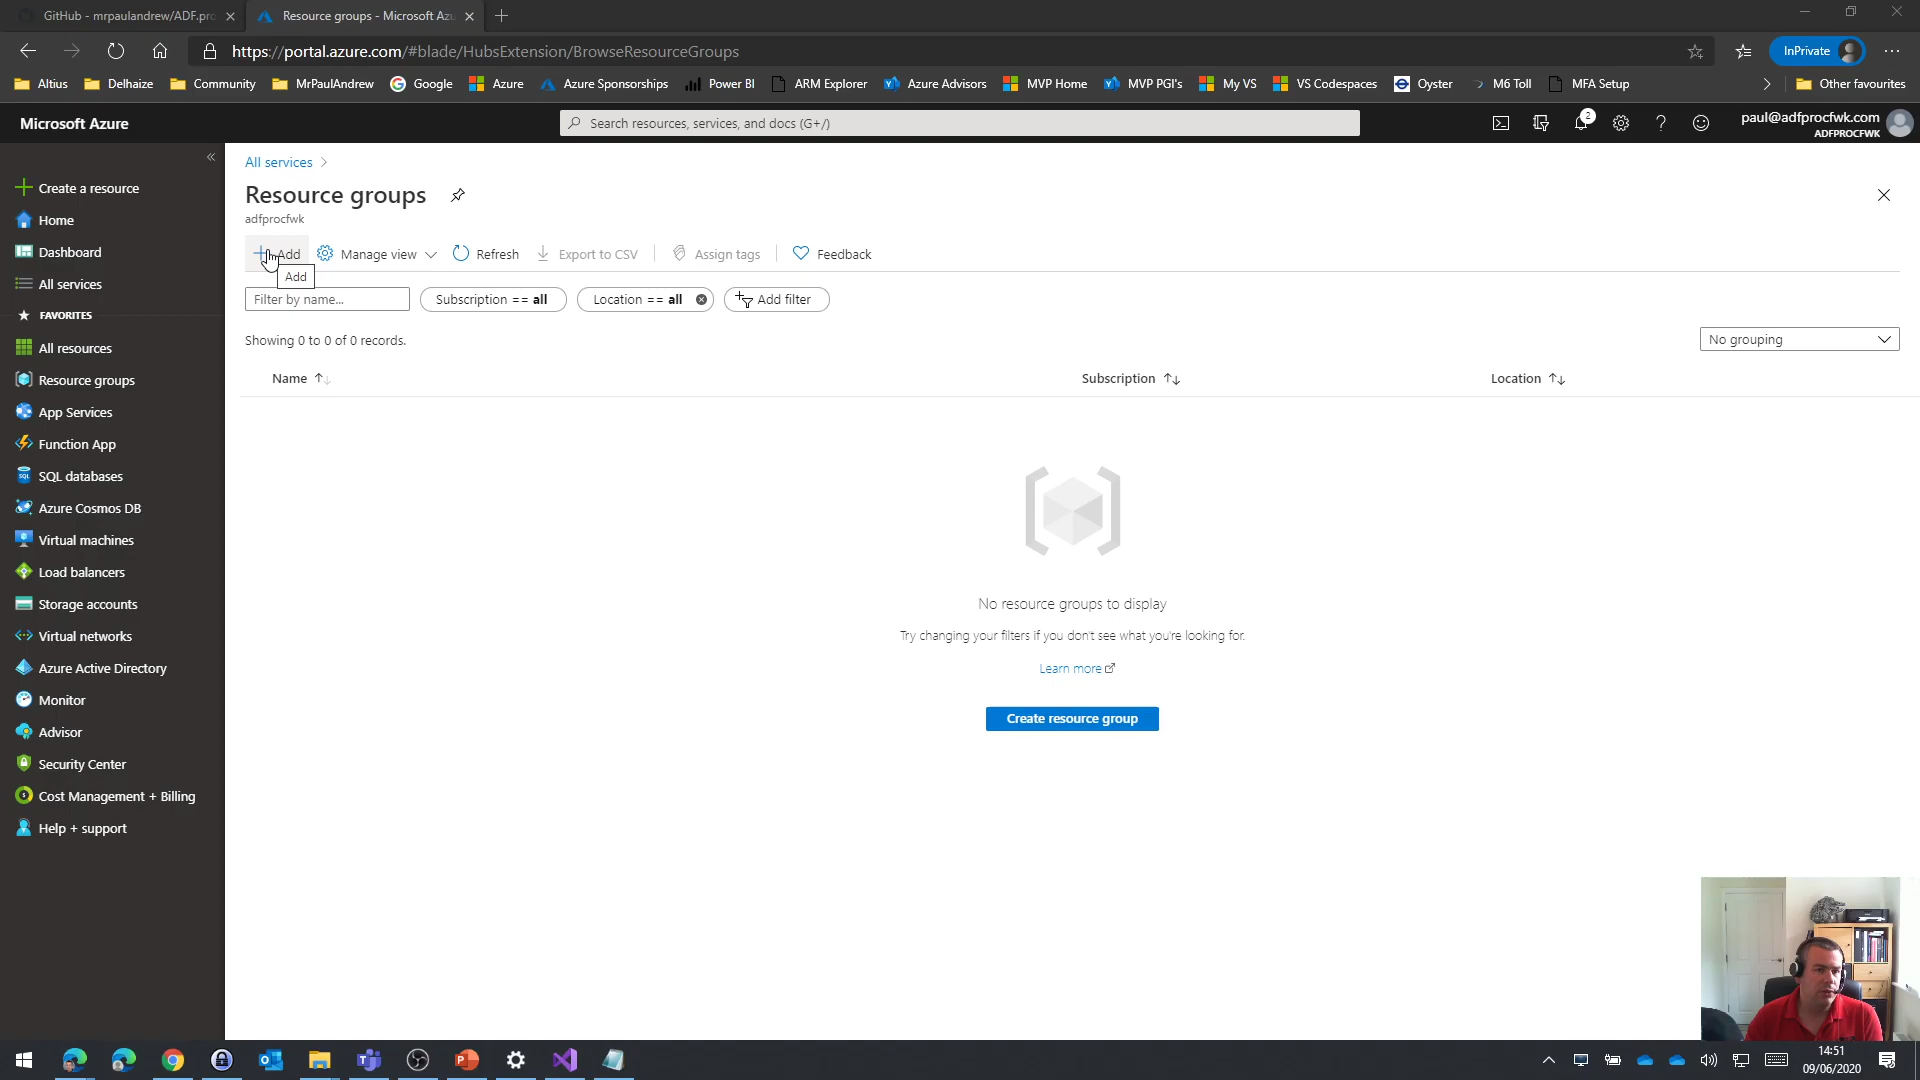 GitHub - mrpaulandrew/ADF.pro
Resource groups - Microsoft Azu
https://portal.azure.com/#blade/HubsExtension/BrowseResourceGroups
InPrivate
Altius
Delhaize
Community
MrPaulAndrew
Google
Azure
Azure Sponsorships
Power BI
ARM Explorer
Azure Advisors
MVP Home
MVP PGI's
My VS
VS Codespaces
Oyster
M6 Toll
MFA Setup
Other favourites
Microsoft Azure
Search resources, services, and docs (G+/)
2
paul@adfprocfwk.com
ADFPROCFWK
Create a resource
Home
Dashboard
All services
FAVORITES
All resources
Resource groups
App Services
Function App
SQL databases
Azure Cosmos DB
Virtual machines
Load balancers
Storage accounts
Virtual networks
Azure Active Directory
Monitor
Advisor
Security Center
Cost Management + Billing
Help + support
All services >
Resource groups
adfprocfwk
Add
Manage view
Refresh
Export to CSV
Assign tags
Feedback
Add
Filter by name...
Subscription == all
Location == all
Add filter
Showing 0 to 0 of 0 records.
No grouping
Name
Subscription
Location
No resource groups to display
Try changing your filters if you don't see what you're looking for.
Learn more
Create resource group
14:51
09/06/2020